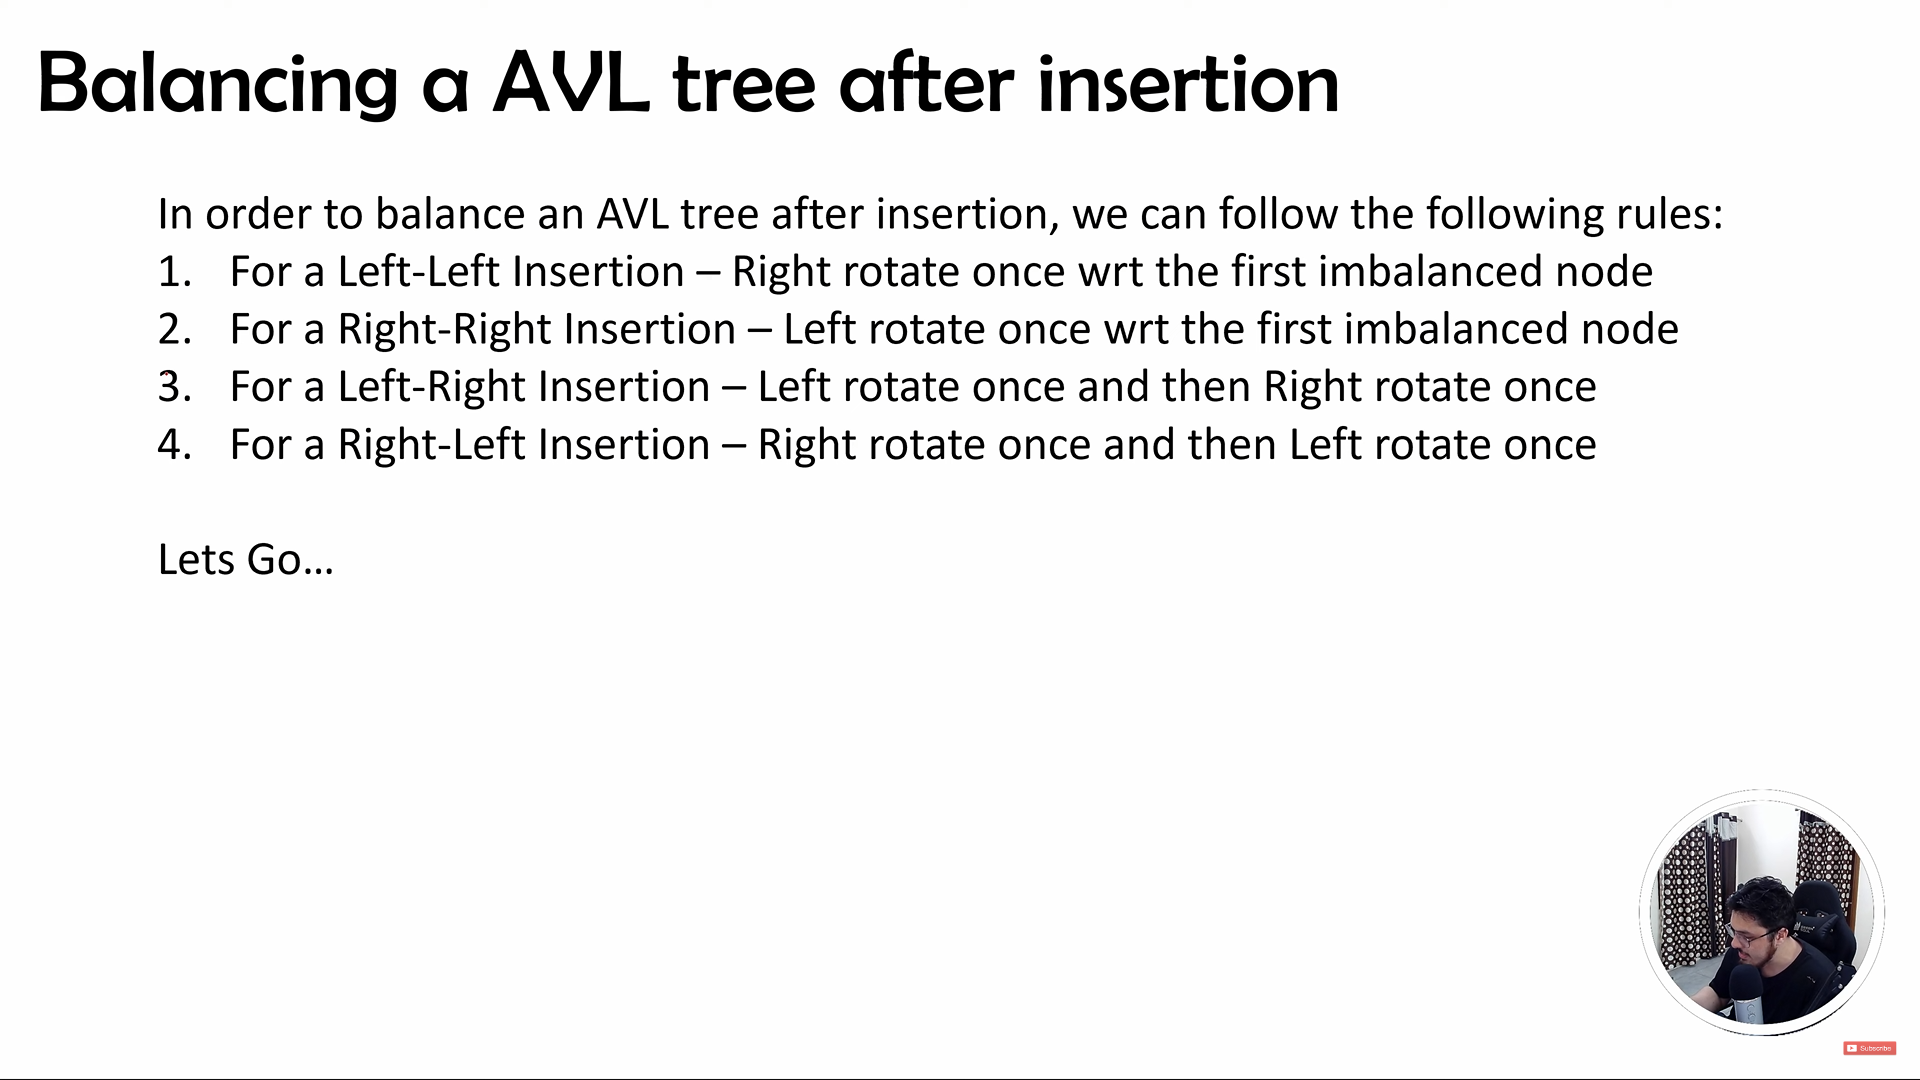 Balancing a AVL tree after insertion
In order to balance an AVL tree after insertion, we can follow the following rules:
1. For a Left-Left Insertion – Right rotate once wrt the first imbalanced node
2. For a Right-Right Insertion – Left rotate once wrt the first imbalanced node
3. For a Left-Right Insertion – Left rotate once and then Right rotate once
4. For a Right-Left Insertion – Right rotate once and then Left rotate once
Lets Go...
Subscribe